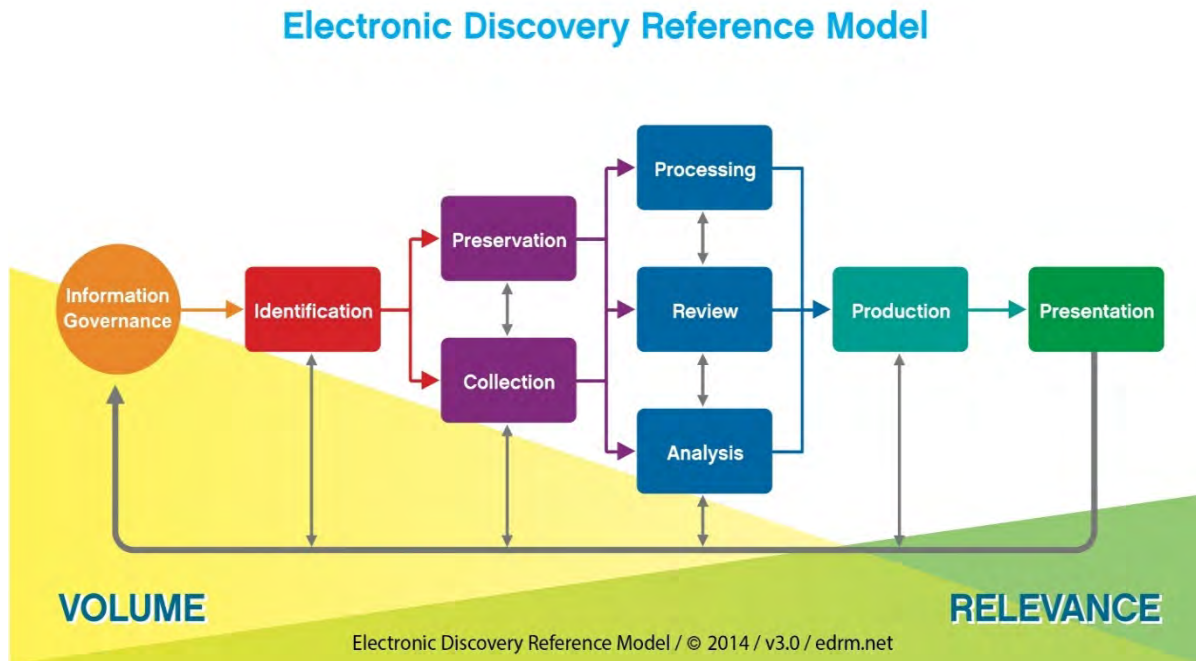 Electronic Discovery Reference Model
Processing
Preservation
Information
Governance
Identification
Review
Production
Presentation
Collection
Analysis
VOLUME
RELEVANCE
Electronic Discovery Reference Model / © 2014 / v3.0 / edrm.net